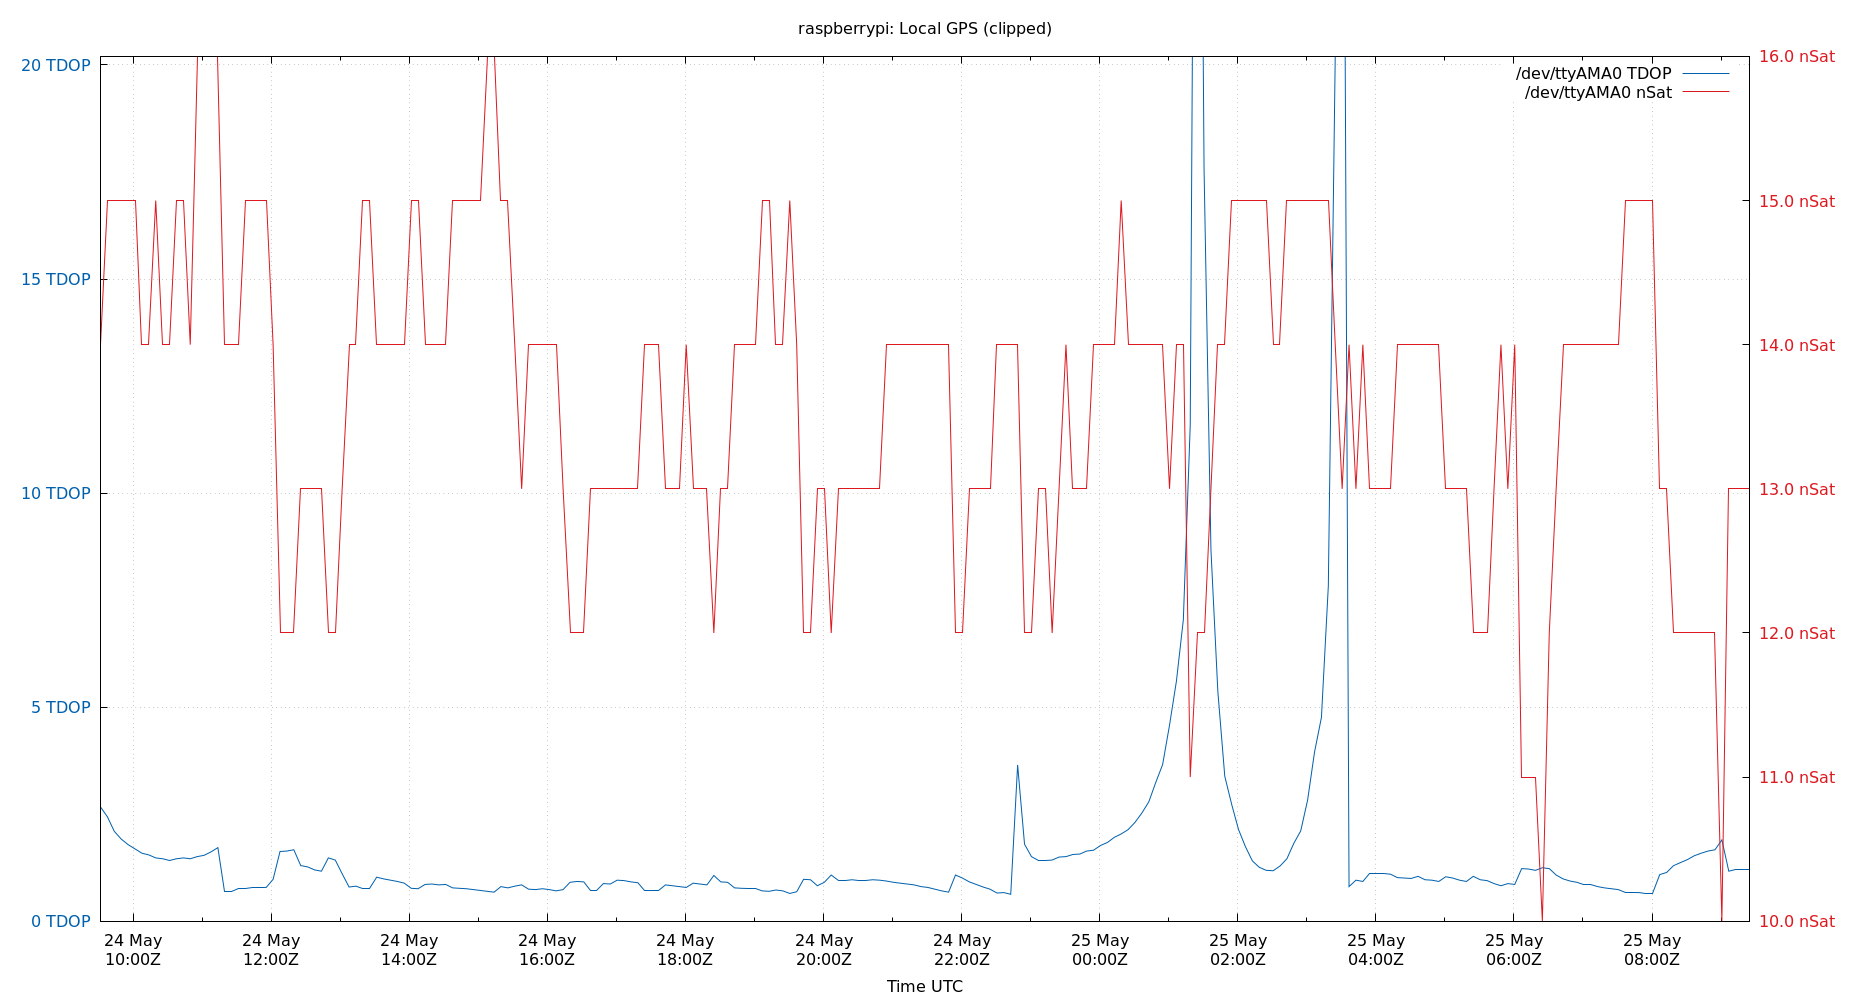 raspberrypi: Local GPS (clipped)
/dev/ttyAMA0 TDOP
/dev/ttyAMA0 nSat
20 TDOP
15 TDOP
10 TDOP
5 TDOP
0 TDOP
16.0 nSat
15.0 nSat
14.0 nSat
13.0 nSat
12.0 nSat
11.0 nSat
10.0 nSat
24 May 24 May 24 May 24 May 24 May 24 May 24 May 25 May 25 May 25 May 25 May 25 May
10:00Z 12:00Z 14:00Z 16:00Z 18:00Z 20:00Z 22:00Z 00:00Z 02:00Z 04:00Z 06:00Z 08:00Z
Time UTC